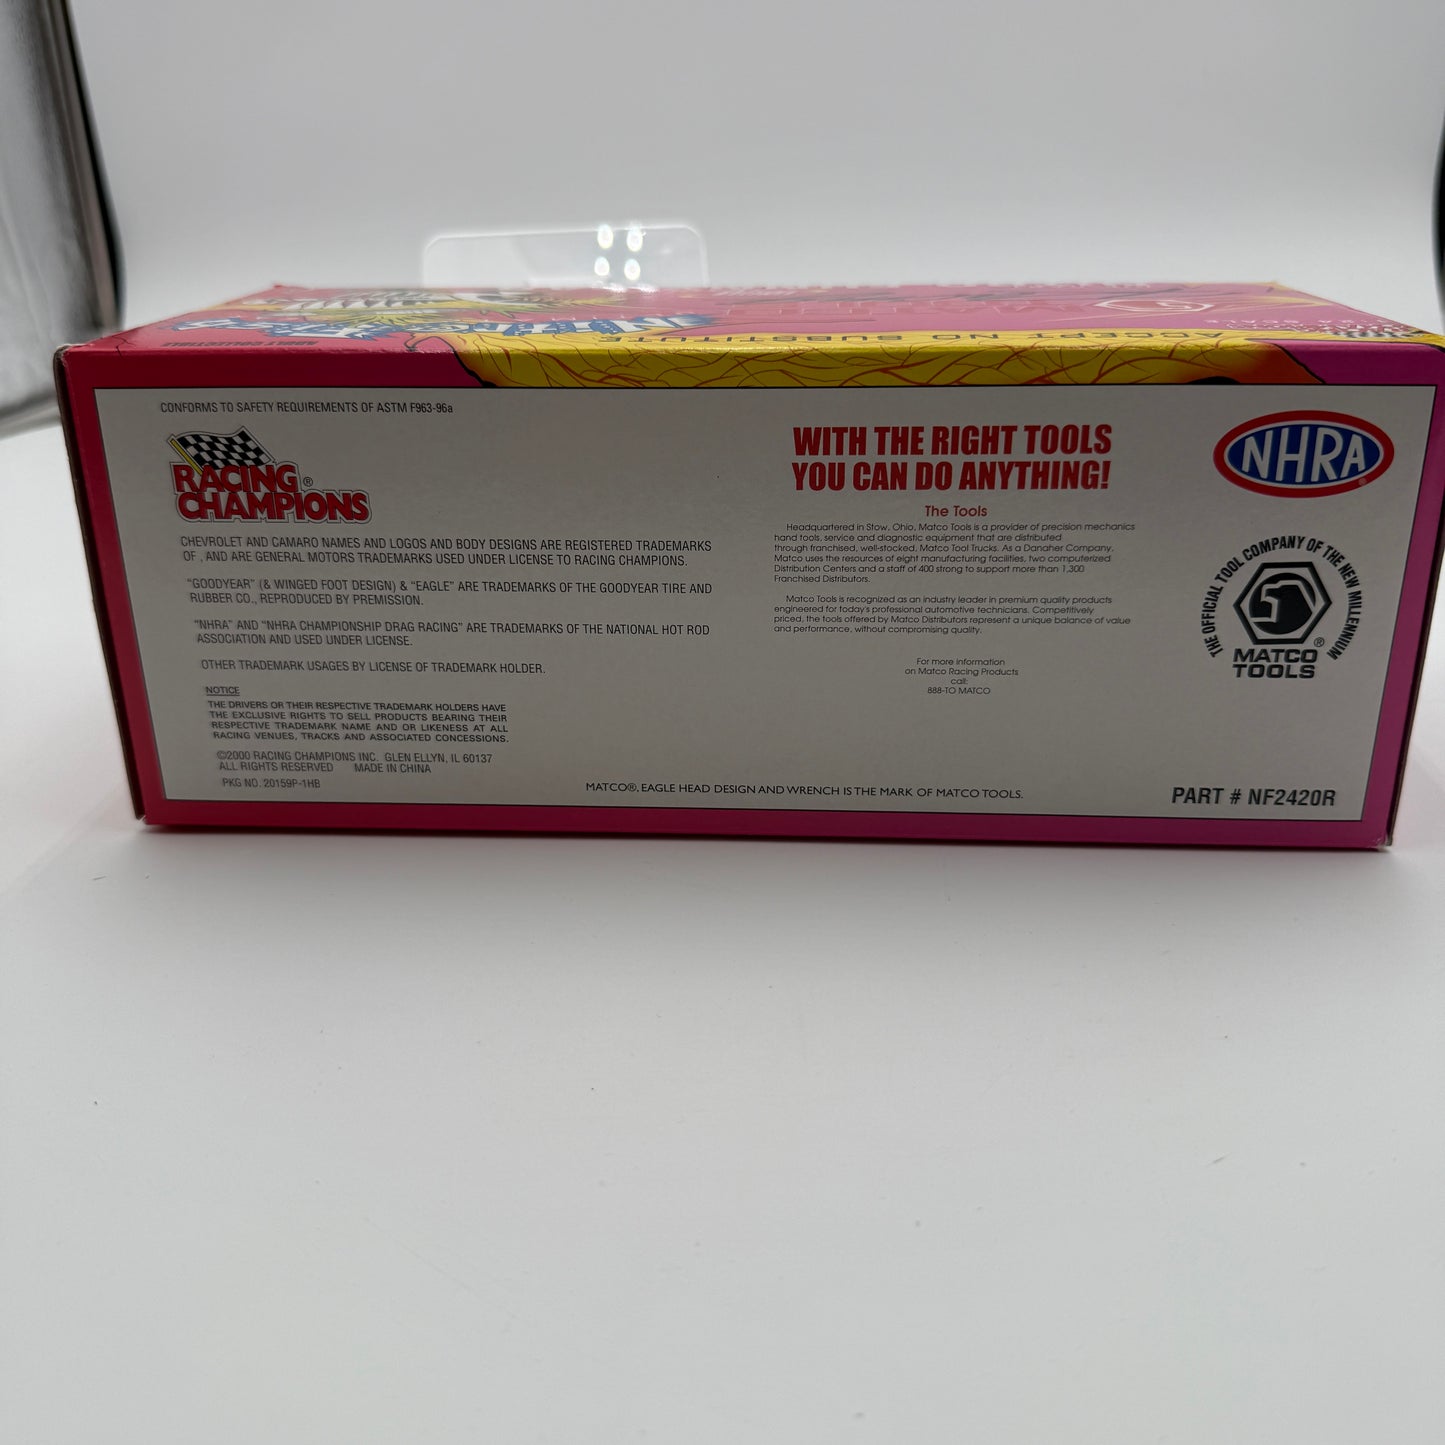 ADULT COLLECTIBLE
ACCEPT NO SUBSTITUTE
CONFORMS TO SAFETY REQUIREMENTS OF ASTM F963-96a
RACING ®
CHAMPIONS
CHEVROLET AND CAMARO NAMES AND LOGOS AND BODY DESIGNS ARE REGISTERED TRADEMARKS
OF , AND ARE GENERAL MOTORS TRADEMARKS USED UNDER LICENSE TO RACING CHAMPIONS.
"GOODYEAR" (& WINGED FOOT DESIGN) & "EAGLE" ARE TRADEMARKS OF THE GOODYEAR TIRE AND
RUBBER CO., REPRODUCED BY PREMISSION.
"NHRA" AND "NHRA CHAMPIONSHIP DRAG RACING" ARE TRADEMARKS OF THE NATIONAL HOT ROD
ASSOCIATION AND USED UNDER LICENSE.
OTHER TRADEMARK USAGES BY LICENSE OF TRADEMARK HOLDER.
NOTICE
THE DRIVERS OR THEIR RESPECTIVE TRADEMARK HOLDERS HAVE
THE EXCLUSIVE RIGHTS TO SELL PRODUCTS BEARING THEIR
RESPECTIVE TRADEMARK NAME AND OR LIKENESS AT ALL
RACING VENUES, TRACKS AND ASSOCIATED CONCESSIONS.
©2000 RACING CHAMPIONS INC. GLEN ELLYN, IL 60137
ALL RIGHTS RESERVED MADE IN CHINA
PKG NO. 20159P-1HB
WITH THE RIGHT TOOLS
YOU CAN DO ANYTHING!
The Tools
Headquartered in Stow, Ohio, Matco Tools is a provider of precision mechanics
hand tools, service and diagnostic equipment that are distributed
through franchised, well-stocked, Matco Tool Trucks. As a Danaher Company,
Matco uses the resources of eight manufacturing facilities, two computerized
Distribution Centers and a staff of 400 strong to support more than 1,300
Franchised Distributors.
Matco Tools is recognized as an industry leader in premium quality products
engineered for today's professional automotive technicians. Competitively
priced, the tools offered by Matco Distributors represent a unique balance of value
and performance, without compromising quality.
For more information
on Matco Racing Products
call:
888-TO MATCO
MATCO®, EAGLE HEAD DESIGN AND WRENCH IS THE MARK OF MATCO TOOLS.
NHRA
THE OFFICIAL TOOL COMPANY OF THE NEW MILLENNIUM
MATCO ®
TOOLS
PART # NF2420R